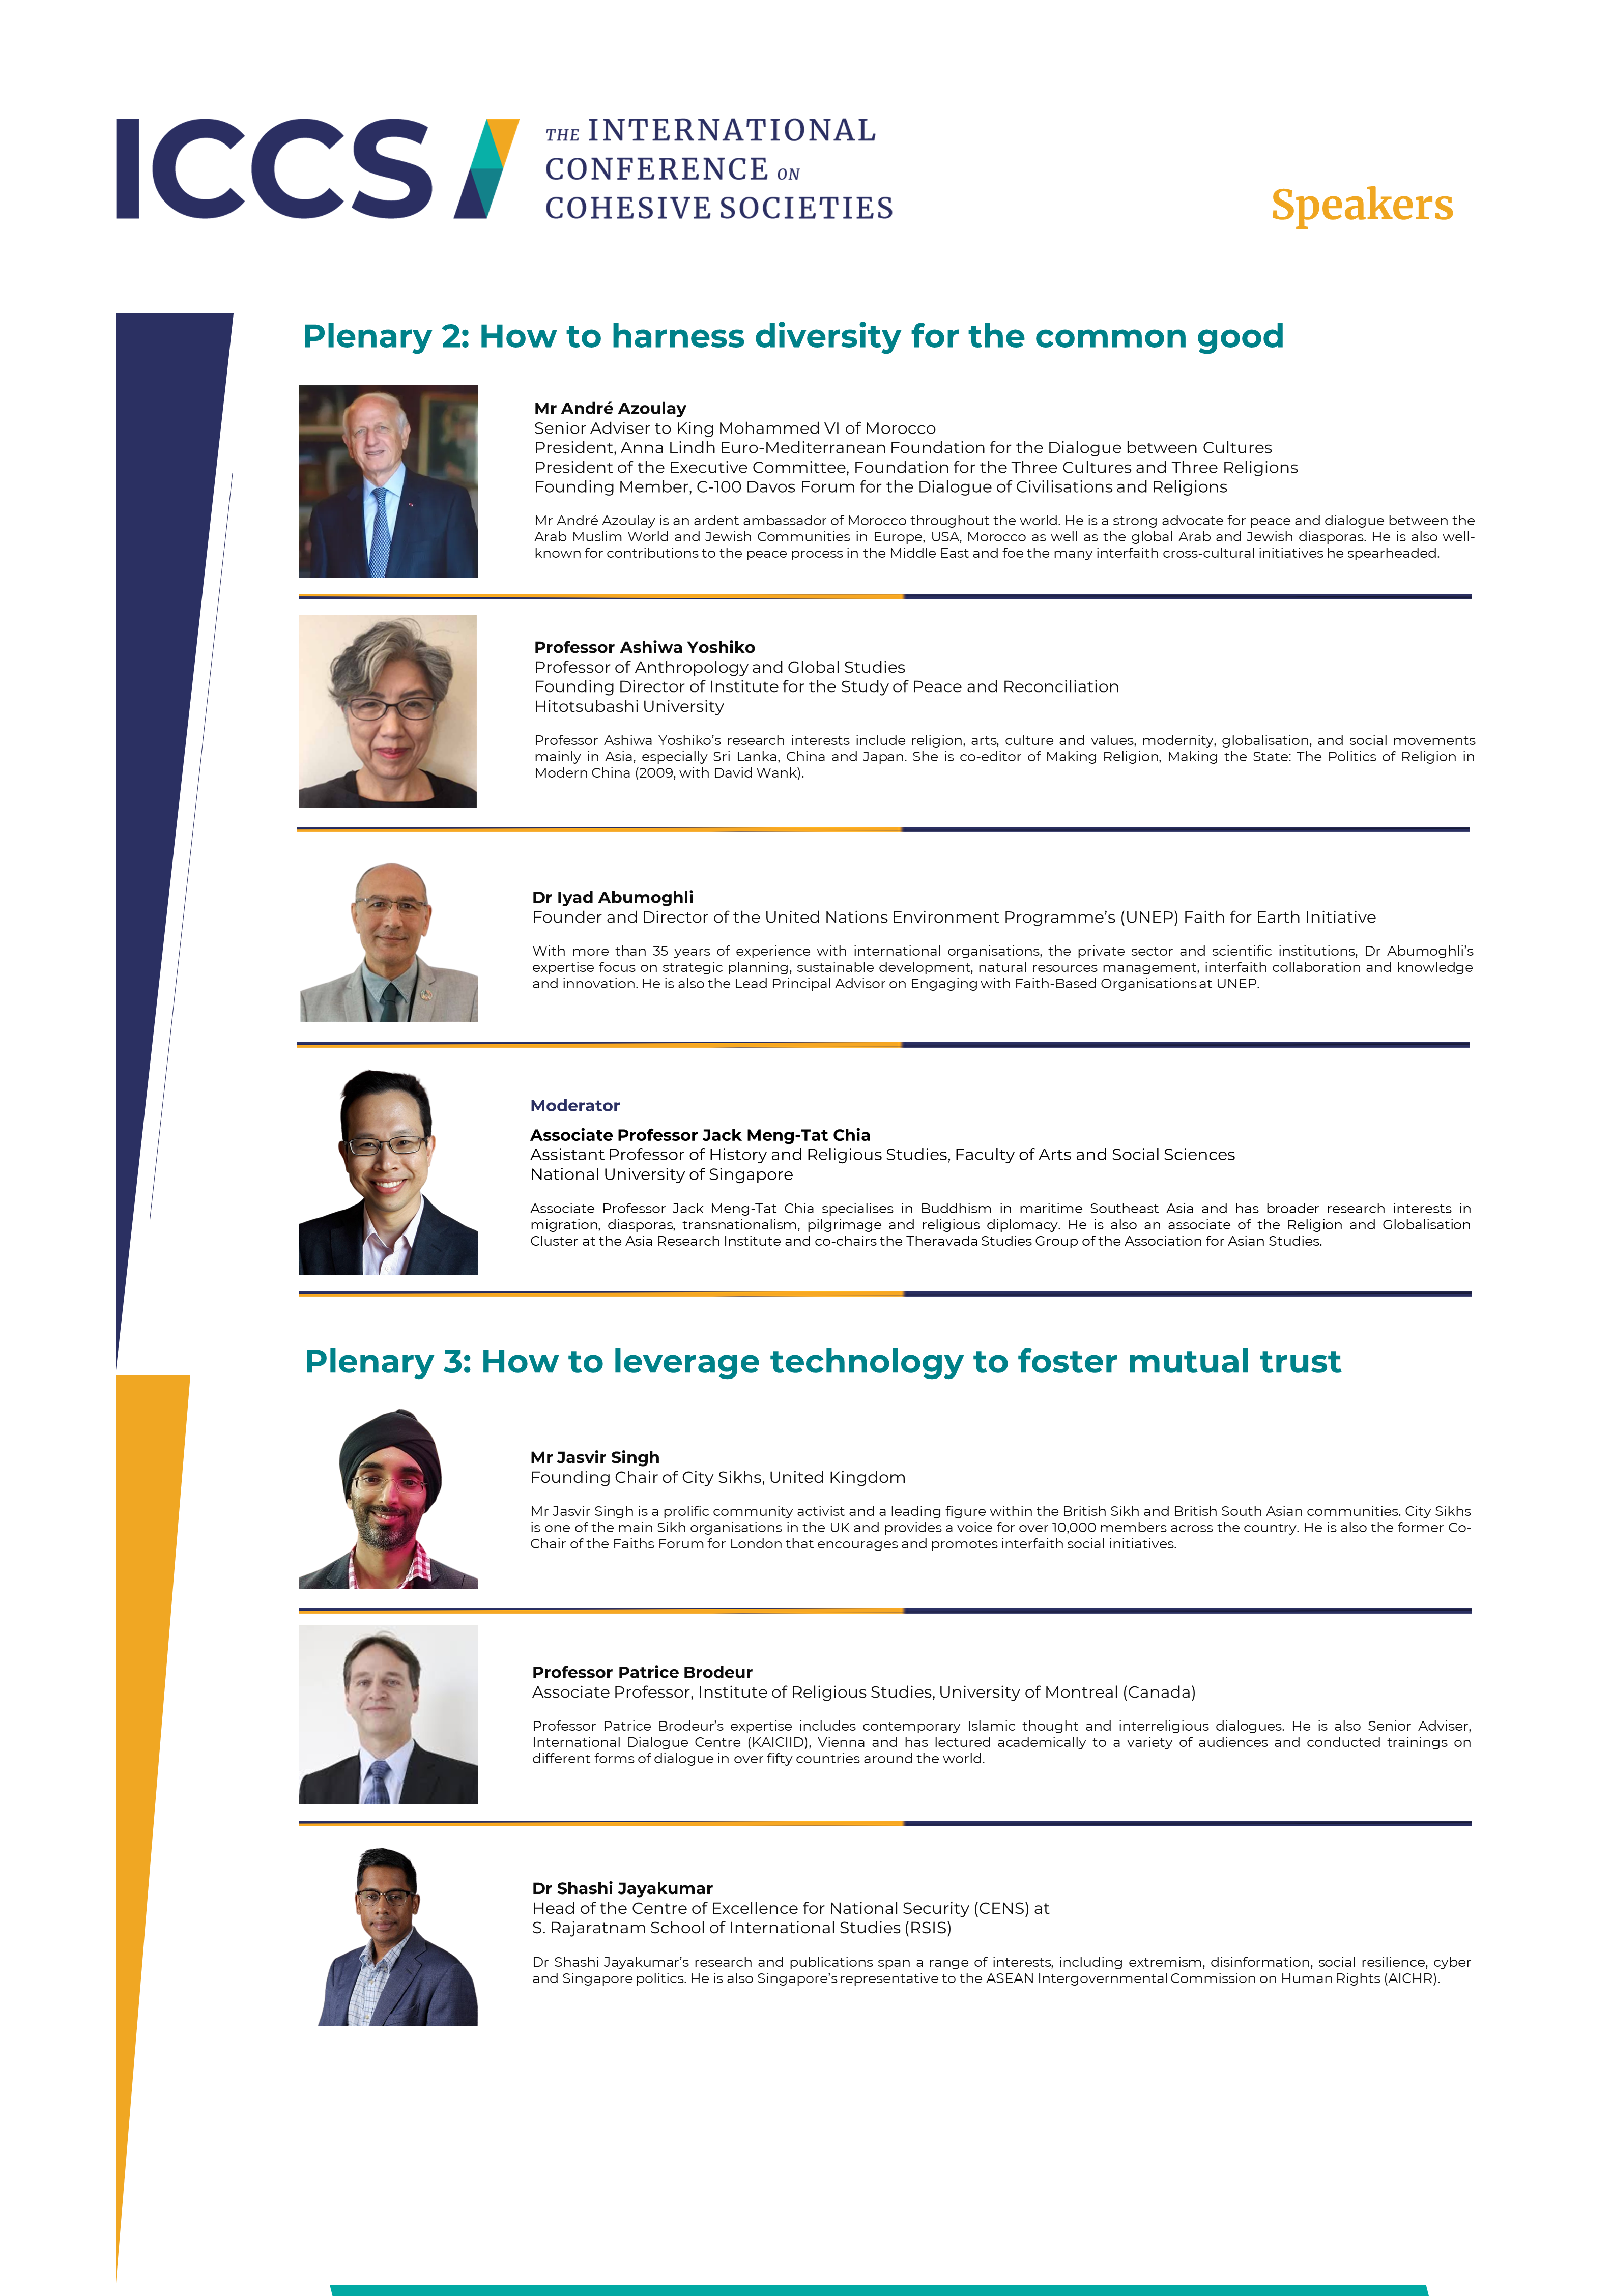 ICCS
THE INTERNATIONAL
CONFERENCE ON
COHESIVE SOCIETIES
Speakers
Plenary 2: How to harness diversity for the common good
Mr André Azoulay
Senior Adviser to King Mohammed VI of Morocco
President, Anna Lindh Euro-Mediterranean Foundation for the Dialogue between Cultures
President of the Executive Committee, Foundation for the Three Cultures and Three Religions
Founding Member, C-100 Davos Forum for the Dialogue of Civilisations and Religions
Mr André Azoulay is an ardent ambassador of Morocco throughout the world. He is a strong advocate for peace and dialogue between the
Arab Muslim World and Jewish Communities in Europe, USA, Morocco as well as the global Arab and Jewish diasporas. He is also well-
known for contributions to the peace process in the Middle East and foe the many interfaith cross-cultural initiatives he spearheaded.
Professor Ashiwa Yoshiko
Professor of Anthropology and Global Studies
Founding Director of Institute for the Study of Peace and Reconciliation
Hitotsubashi University
Professor Ashiwa Yoshiko’s research interests include religion, arts, culture and values, modernity, globalisation, and social movements
mainly in Asia, especially Sri Lanka, China and Japan. She is co-editor of Making Religion, Making the State: The Politics of Religion in
Modern China (2009, with David Wank).
Dr Iyad Abumoghli
Founder and Director of the United Nations Environment Programme’s (UNEP) Faith for Earth Initiative
With more than 35 years of experience with international organisations, the private sector and scientific institutions, Dr Abumoghli’s
expertise focus on strategic planning, sustainable development, natural resources management, interfaith collaboration and knowledge
and innovation. He is also the Lead Principal Advisor on Engaging with Faith-Based Organisations at UNEP.
Moderator
Associate Professor Jack Meng-Tat Chia
Assistant Professor of History and Religious Studies, Faculty of Arts and Social Sciences
National University of Singapore
Associate Professor Jack Meng-Tat Chia specialises in Buddhism in maritime Southeast Asia and has broader research interests in
migration, diasporas, transnationalism, pilgrimage and religious diplomacy. He is also an associate of the Religion and Globalisation
Cluster at the Asia Research Institute and co-chairs the Theravada Studies Group of the Association for Asian Studies.
Plenary 3: How to leverage technology to foster mutual trust
Mr Jasvir Singh
Founding Chair of City Sikhs, United Kingdom
Mr Jasvir Singh is a prolific community activist and a leading figure within the British Sikh and British South Asian communities. City Sikhs
is one of the main Sikh organisations in the UK and provides a voice for over 10,000 members across the country. He is also the former Co-
Chair of the Faiths Forum for London that encourages and promotes interfaith social initiatives.
Professor Patrice Brodeur
Associate Professor, Institute of Religious Studies, University of Montreal (Canada)
Professor Patrice Brodeur’s expertise includes contemporary Islamic thought and interreligious dialogues. He is also Senior Adviser,
International Dialogue Centre (KAICIID), Vienna and has lectured academically to a variety of audiences and conducted trainings on
different forms of dialogue in over fifty countries around the world.
Dr Shashi Jayakumar
Head of the Centre of Excellence for National Security (CENS) at
S. Rajaratnam School of International Studies (RSIS)
Dr Shashi Jayakumar’s research and publications span a range of interests, including extremism, disinformation, social resilience, cyber
and Singapore politics. He is also Singapore’s representative to the ASEAN Intergovernmental Commission on Human Rights (AICHR).